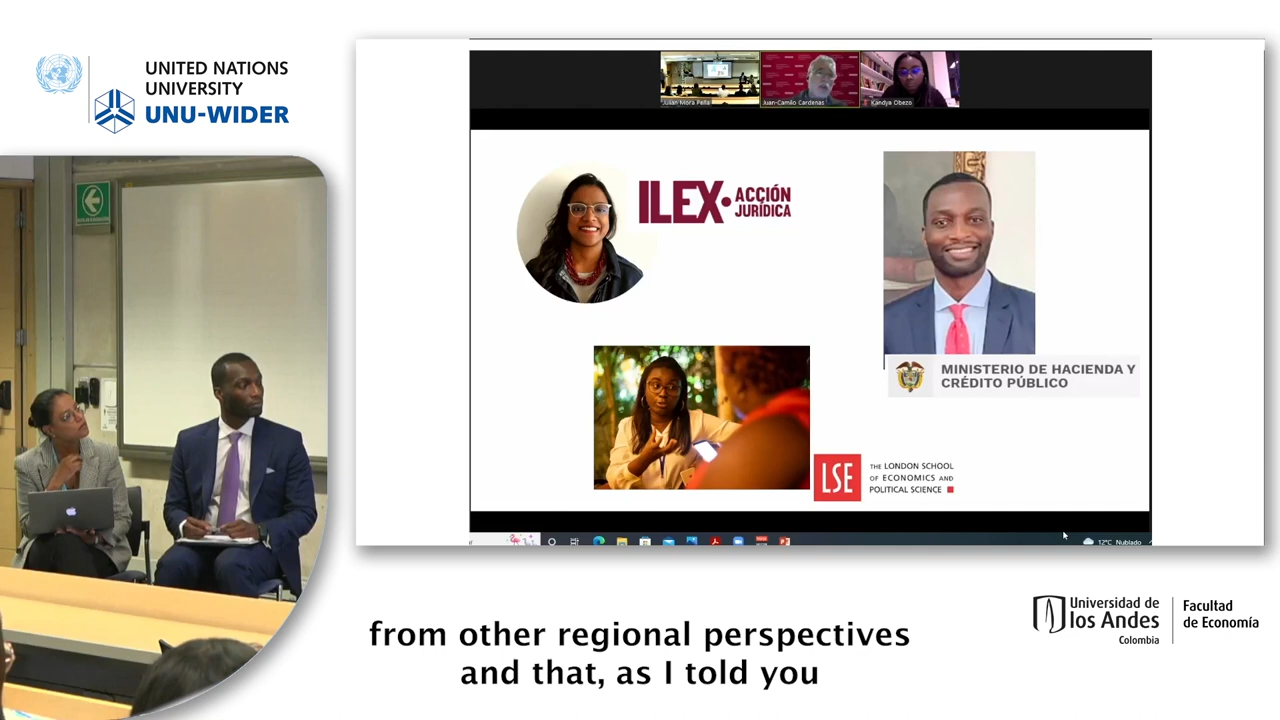 UNITED NATIONS
UNIVERSITY
UNU-WIDER
Julian Mora Peña
Juan-Camilo Cardenas
Kandya Obezo
ILEX· ACCIÓN
JURÍDICA
MINISTERIO DE HACIENDA Y
CRÉDITO PÚBLICO
LSE
THE LONDON SCHOOL
OF ECONOMICS AND
POLITICAL SCIENCE
12°C Nublado
from other regional perspectives
and that, as I told you
Universidad de
los Andes
Colombia
Facultad
de Economía